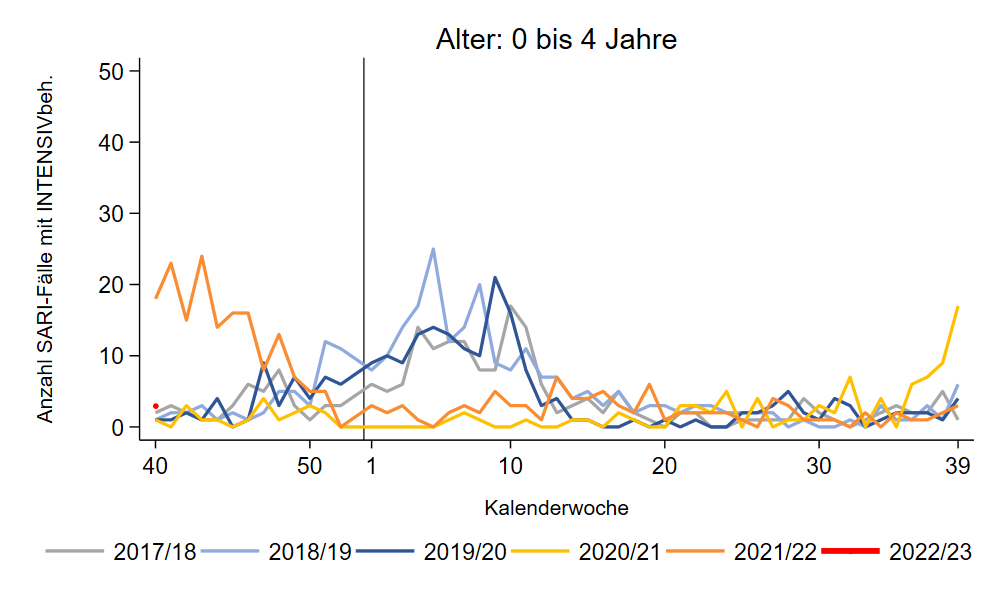 Alter: 0 bis 4 Jahre
Anzahl SARI-Fälle mit INTENSIVbeh.
50
40
30
20
10
0
40 50 1 10 20 30 39
Kalenderwoche
2017/18 2018/19 2019/20 2020/21 2021/22 2022/23